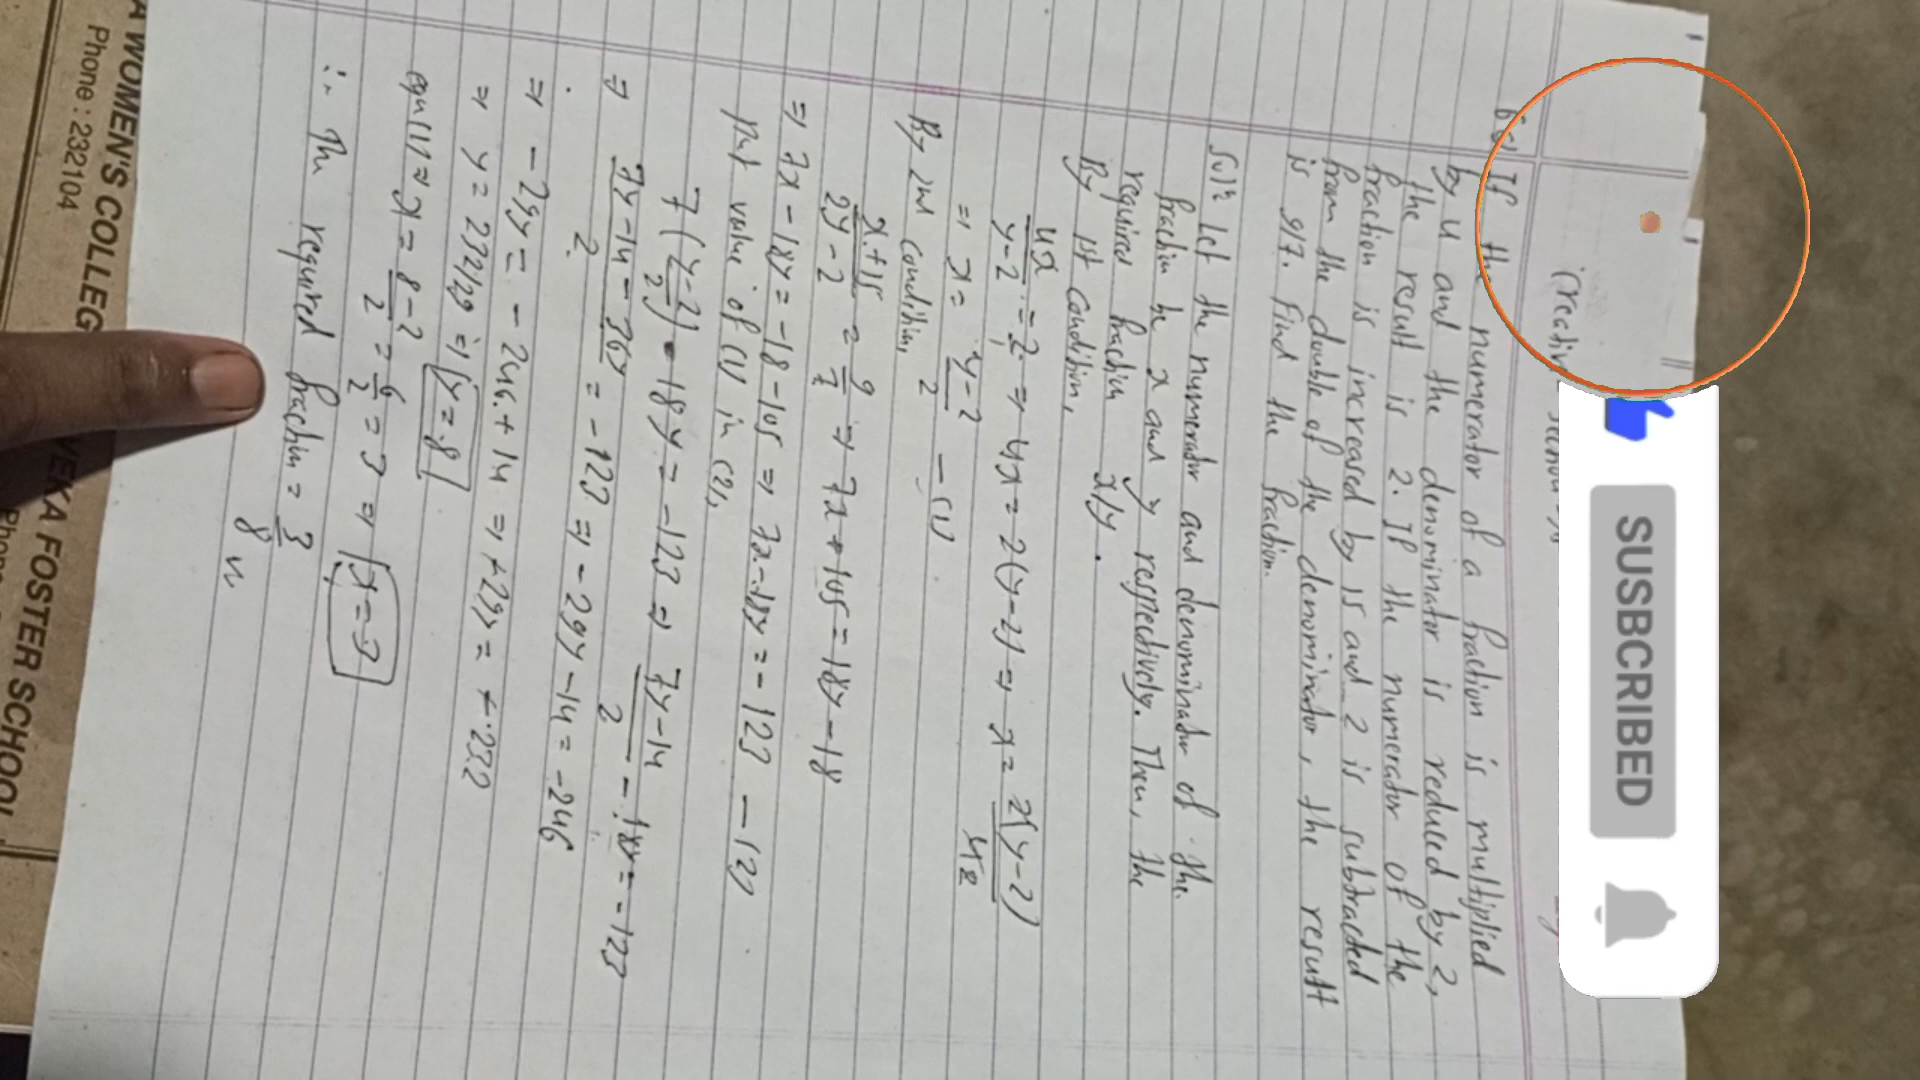 If the numerator of a fraction is multiplied
by 4 and the denominator is reduced by 2,
the result is 2. If the numerator of the
fraction is increased by 15 and 2 is subtracted
from the double of the denominator, the result
is 9/7. Find the fraction.
Solⁿ Let the numerator and denominator of the
fraction be x and y respectively. Then, the
required fraction x/y.
By 1st condition,
4x/y-2 = 2 ⇒ 4x = 2(y-2) ⇒ x = 2(y-2)/42
⇒ x = y-2/2 - (1)
By 2nd condition,
x+15/2y-2 = 9/7 ⇒ 7x+105 = 18y-18
⇒ 7x-18y = -18-105 ⇒ 7x-18y = -123 - (2)
Put value of (1) in (2),
7(y-2/2) - 18y = -123 ⇒ 7y-14/2 - 18y = -123
⇒ 7y-14-36y/2 = -123 ⇒ -29y-14 = -246
⇒ -29y = -246+14 ⇒ +29y = +232
⇒ y = 232/29 ⇒ y=8
eqn(1) ⇒ x = 8-2/2 = 6/2 = 3 ⇒ x=3
∴ The required fraction = 3/8
SUSBCRIBED
A WOMEN'S COLLEG
Phone : 232104
VEKA FOSTER SCHOOL